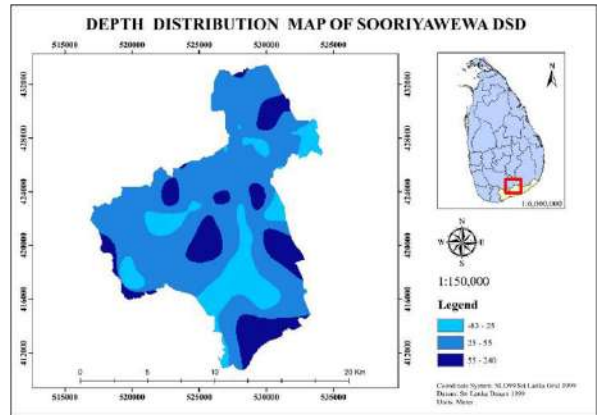 DEPTH DISTRIBUTION MAP OF SOORIYAWEWA DSD
515000 520000 525000 530000 535000
432000 432000
428000 428000
424000 424000
420000 420000
416000 416000
412000 412000
0 5 10 20 Km
515000 520000 525000 530000 535000
N
1:6,000,000
N
W E
S
1:150,000
Legend
-83 - 25
25 - 55
55 - 240
Coordinate System: SLD99 Sri Lanka Grid 1999
Datum: Sri Lanka Datum 1999
Units: Meter